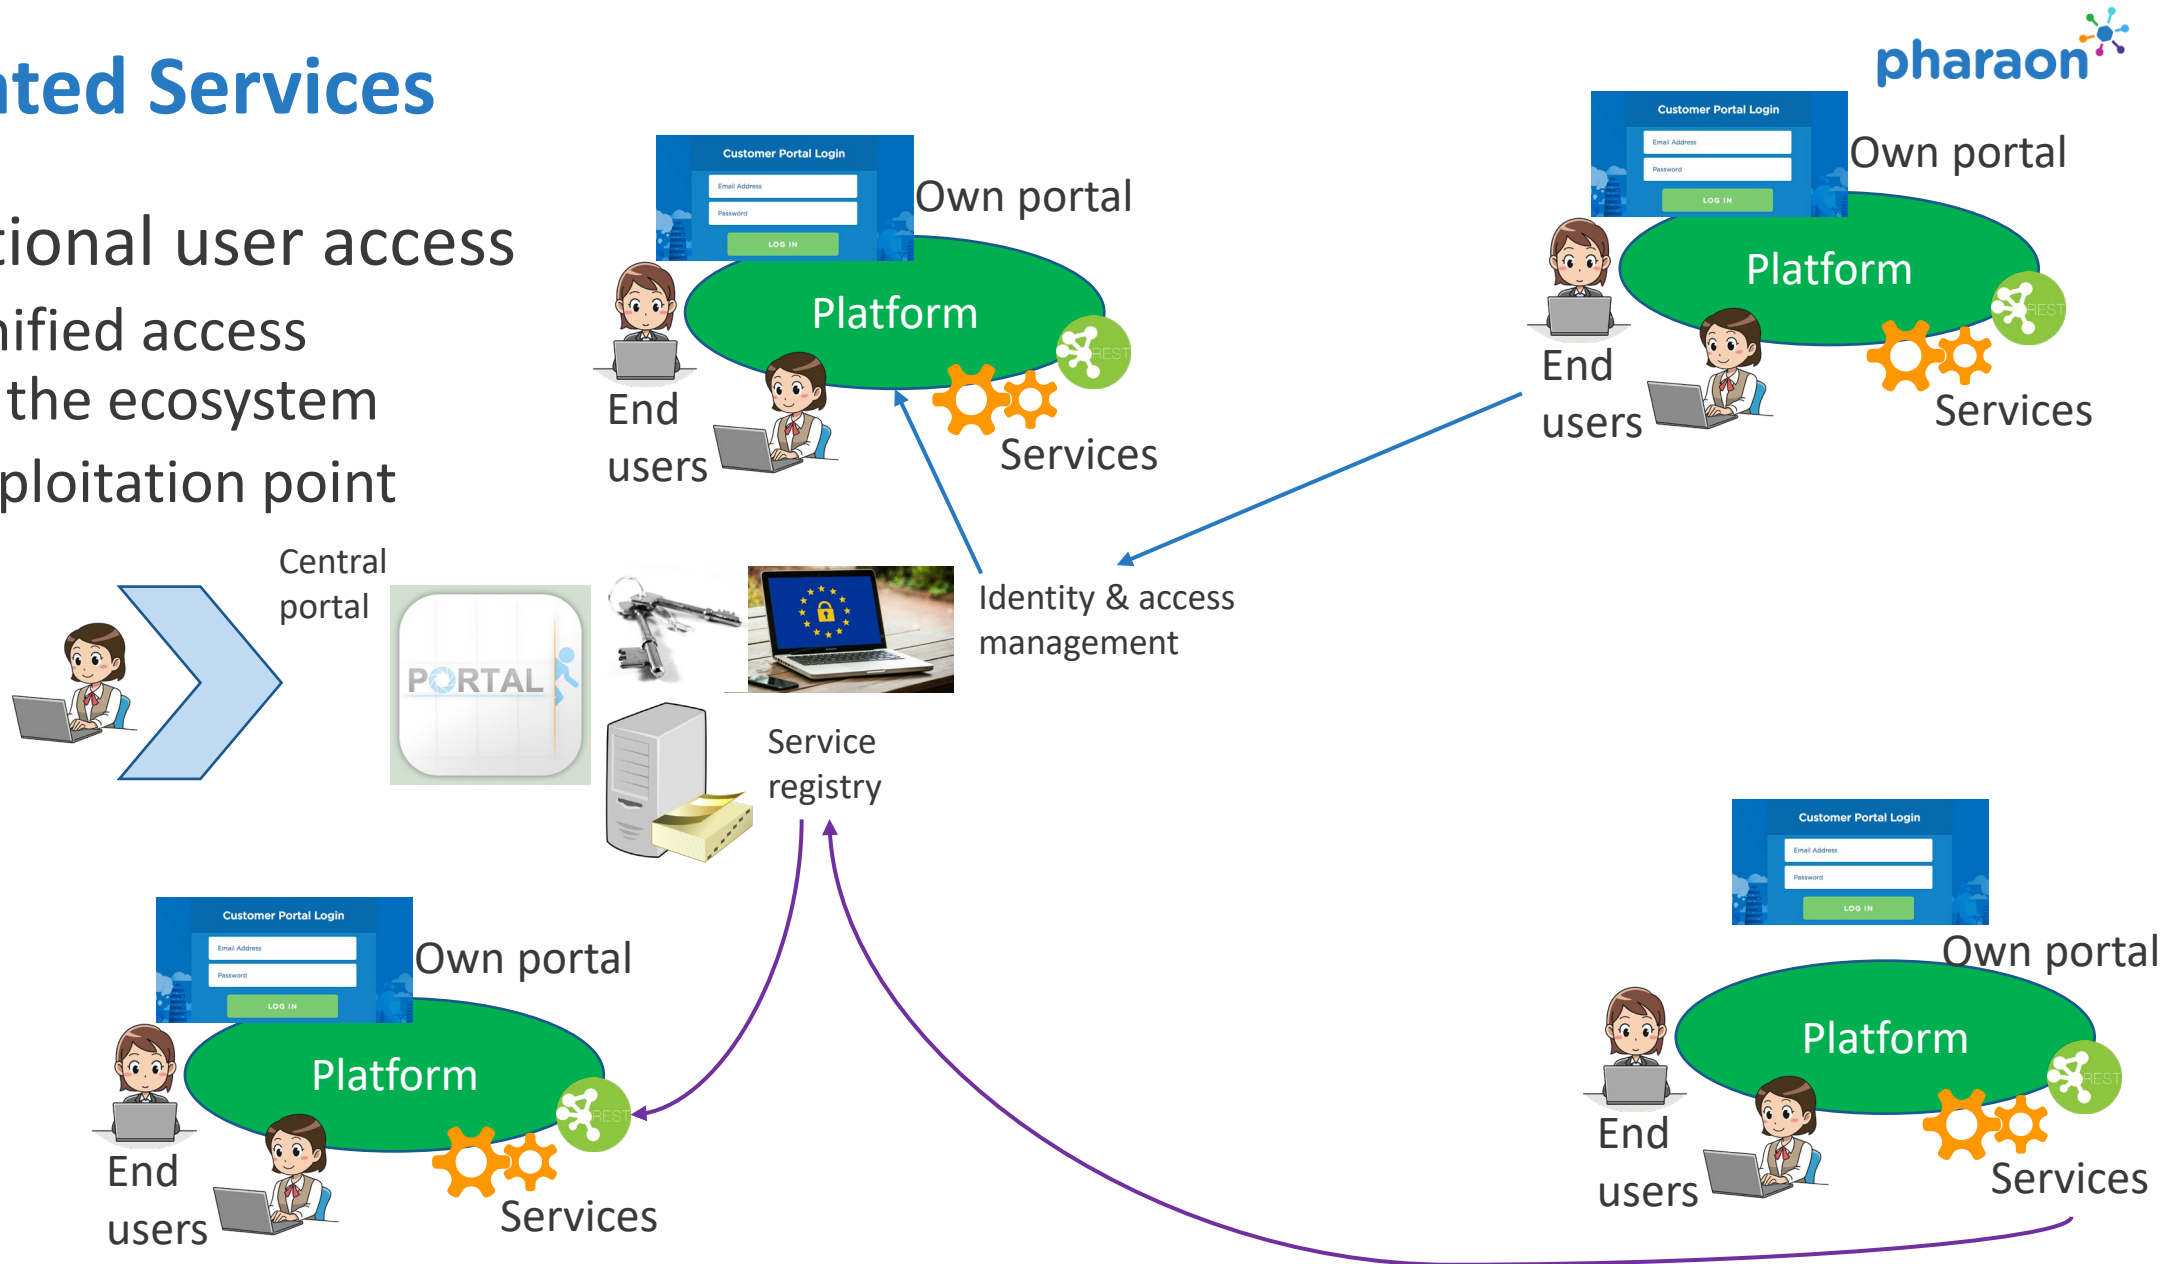 pharaon
ated Services
tional user access
nified access
the ecosystem
ploitation point
Customer Portal Login
Email Address
Password
LOG IN
Own portal
Platform
REST
End
users
Services
Customer Portal Login
Email Address
Password
LOG IN
Own portal
Platform
REST
End
users
Services
Central
portal
PORTAL
Identity & access
management
Service
registry
Customer Portal Login
Email Address
Password
LOG IN
Own portal
Platform
REST
End
users
Services
Customer Portal Login
Email Address
Password
LOG IN
Own portal
Platform
REST
End
users
Services